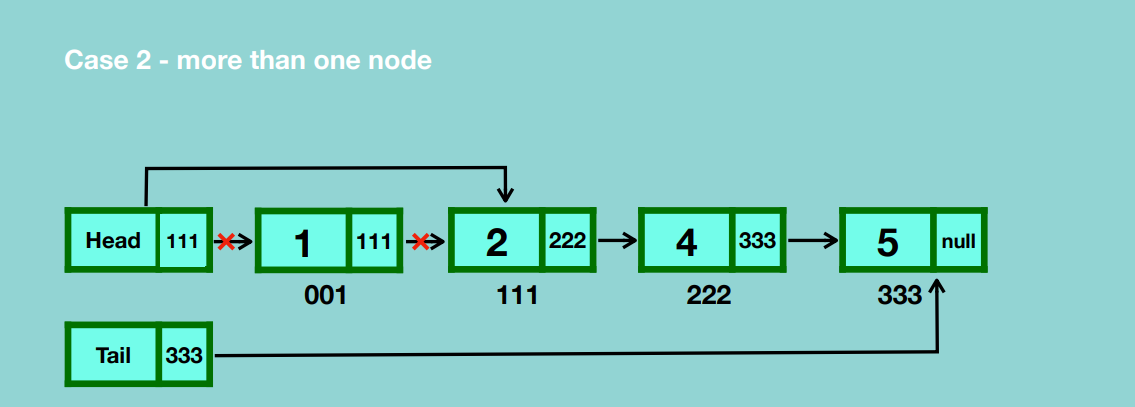 Case 2 - more than one node
Head 111 1 111 2 222 4 333 5 null
001 111 222 333
Tail 333